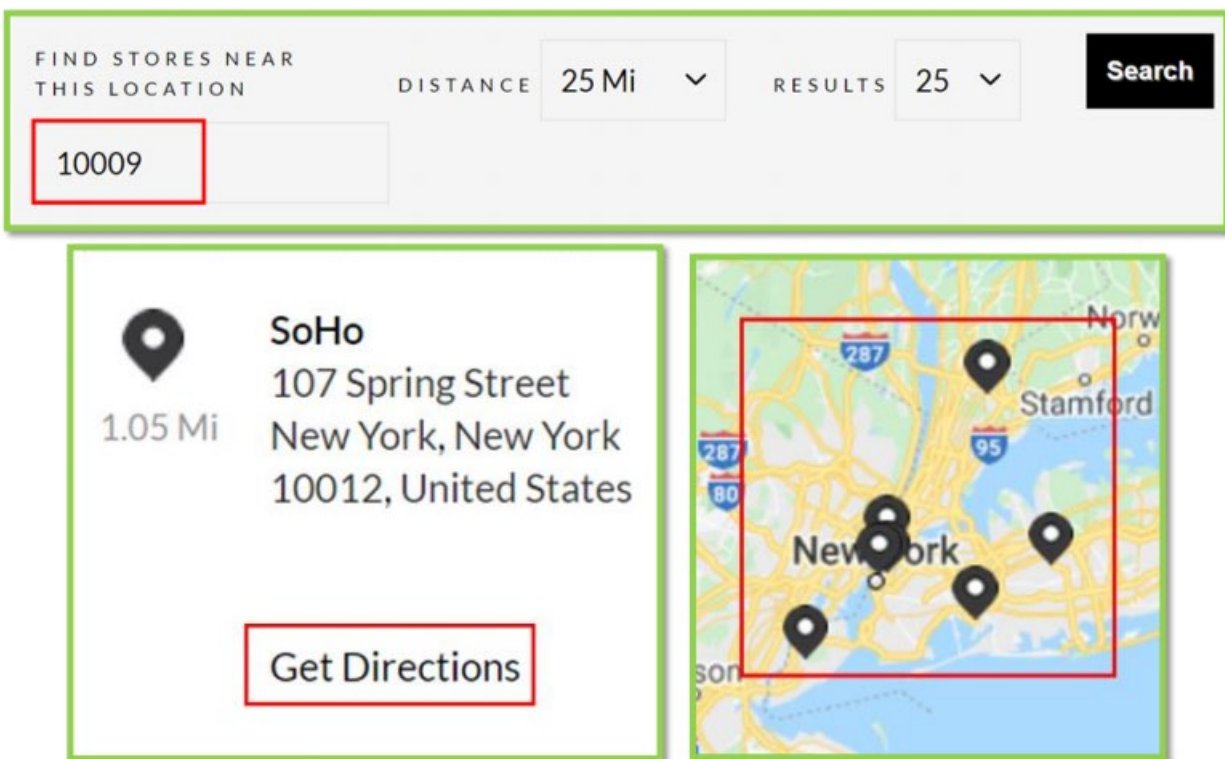 FIND STORES NEAR
THIS LOCATION
DISTANCE 25 Mi
RESULTS 25
Search
10009
SoHo
107 Spring Street
New York, New York
10012, United States
1.05 Mi
Get Directions
Norw
287
Stamford
287
95
80
New York
son